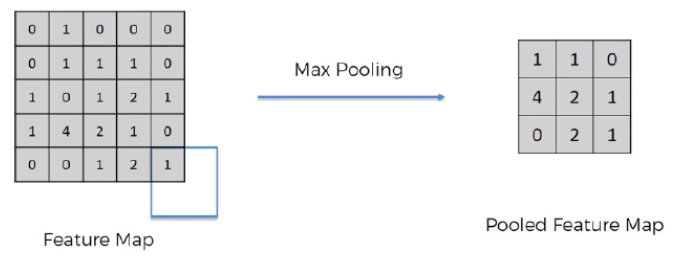 0 1 0 0 0
0 1 1 1 0
1 0 1 2 1
1 4 2 1 0
0 0 1 2 1
Feature Map
Max Pooling
1 1 0
4 2 1
0 2 1
Pooled Feature Map